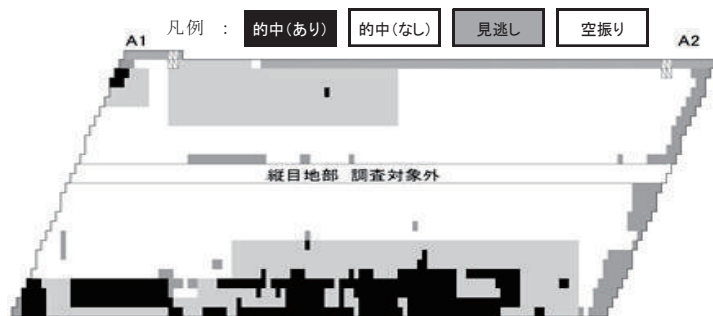 凡例 : 的中(あり) 的中(なし) 見逃し 空振り
A1 A2
縦目地部 調査対象外